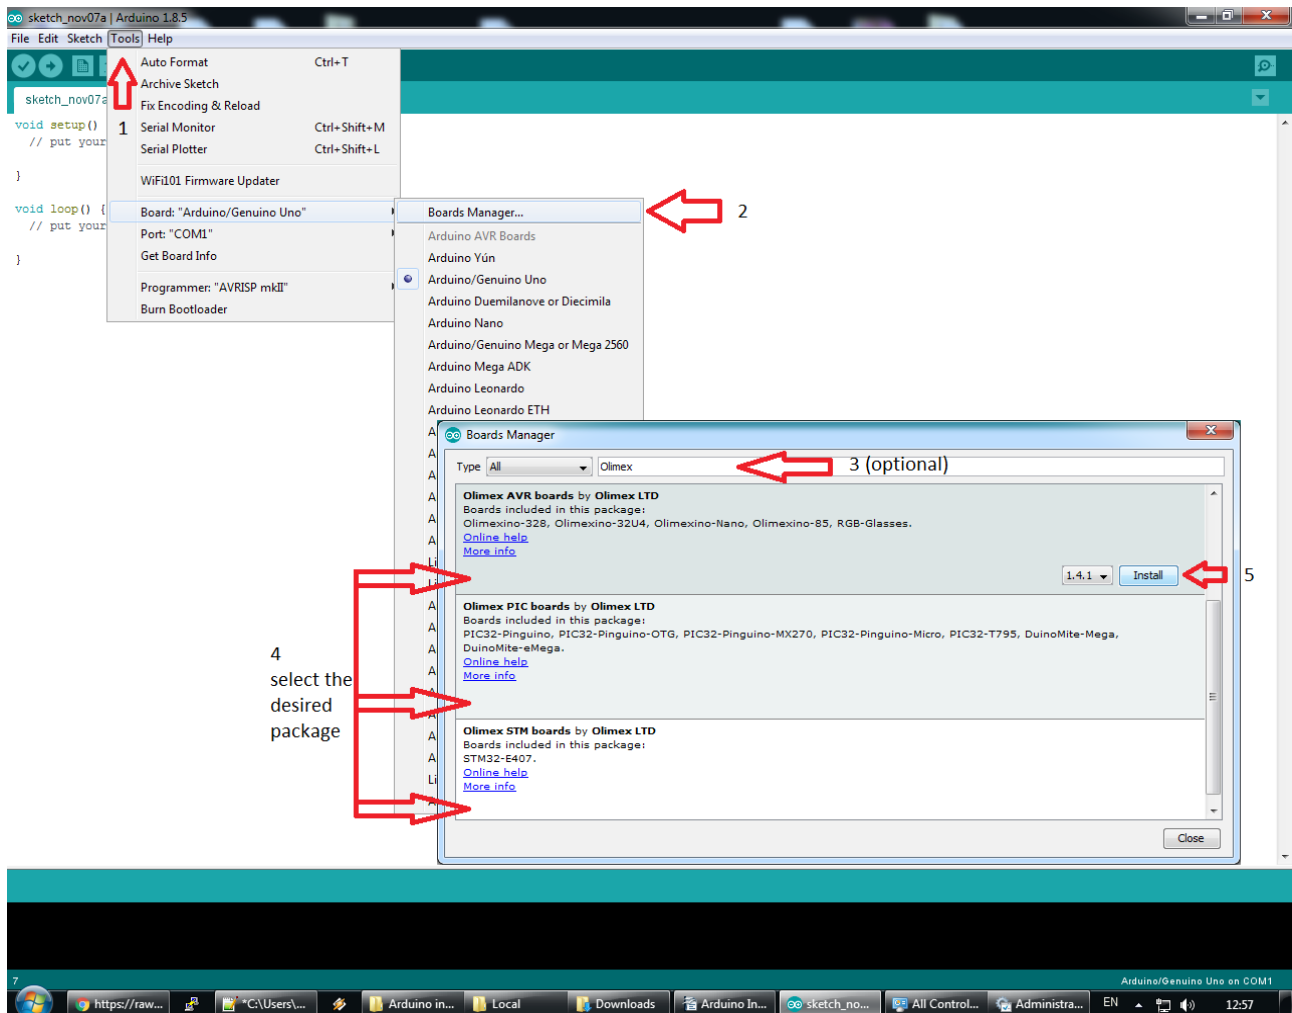 sketch_nov07a | Arduino 1.8.5
File Edit Sketch Tools Help
sketch_nov07a
void setup()
// put your
}
void loop() {
// put your
}
1
Auto Format Ctrl+T
Archive Sketch
Fix Encoding & Reload
Serial Monitor Ctrl+Shift+M
Serial Plotter Ctrl+Shift+L
WiFi101 Firmware Updater
Board: "Arduino/Genuino Uno"
Port: "COM1"
Get Board Info
Programmer: "AVRISP mkII"
Burn Bootloader
Boards Manager...
2
Arduino AVR Boards
Arduino Yún
Arduino/Genuino Uno
Arduino Duemilanove or Diecimila
Arduino Nano
Arduino/Genuino Mega or Mega 2560
Arduino Mega ADK
Arduino Leonardo
Arduino Leonardo ETH
Boards Manager
Type All Olimex
3 (optional)
Olimex AVR boards by Olimex LTD
Boards included in this package:
Olimexino-328, Olimexino-32U4, Olimexino-Nano, Olimexino-85, RGB-Glasses.
Online help
More info
1.4.1 Install
5
Olimex PIC boards by Olimex LTD
Boards included in this package:
PIC32-Pinguino, PIC32-Pinguino-OTG, PIC32-Pinguino-MX270, PIC32-Pinguino-Micro, PIC32-T795, DuinoMite-Mega,
DuinoMite-eMega.
Online help
More info
Olimex STM boards by Olimex LTD
Boards included in this package:
STM32-E407.
Online help
More info
Close
4
select the
desired
package
7
Arduino/Genuino Uno on COM1
https://raw... *C:\Users\... Arduino in... Local Downloads Arduino In... sketch_no... All Control... Administra... EN 12:57